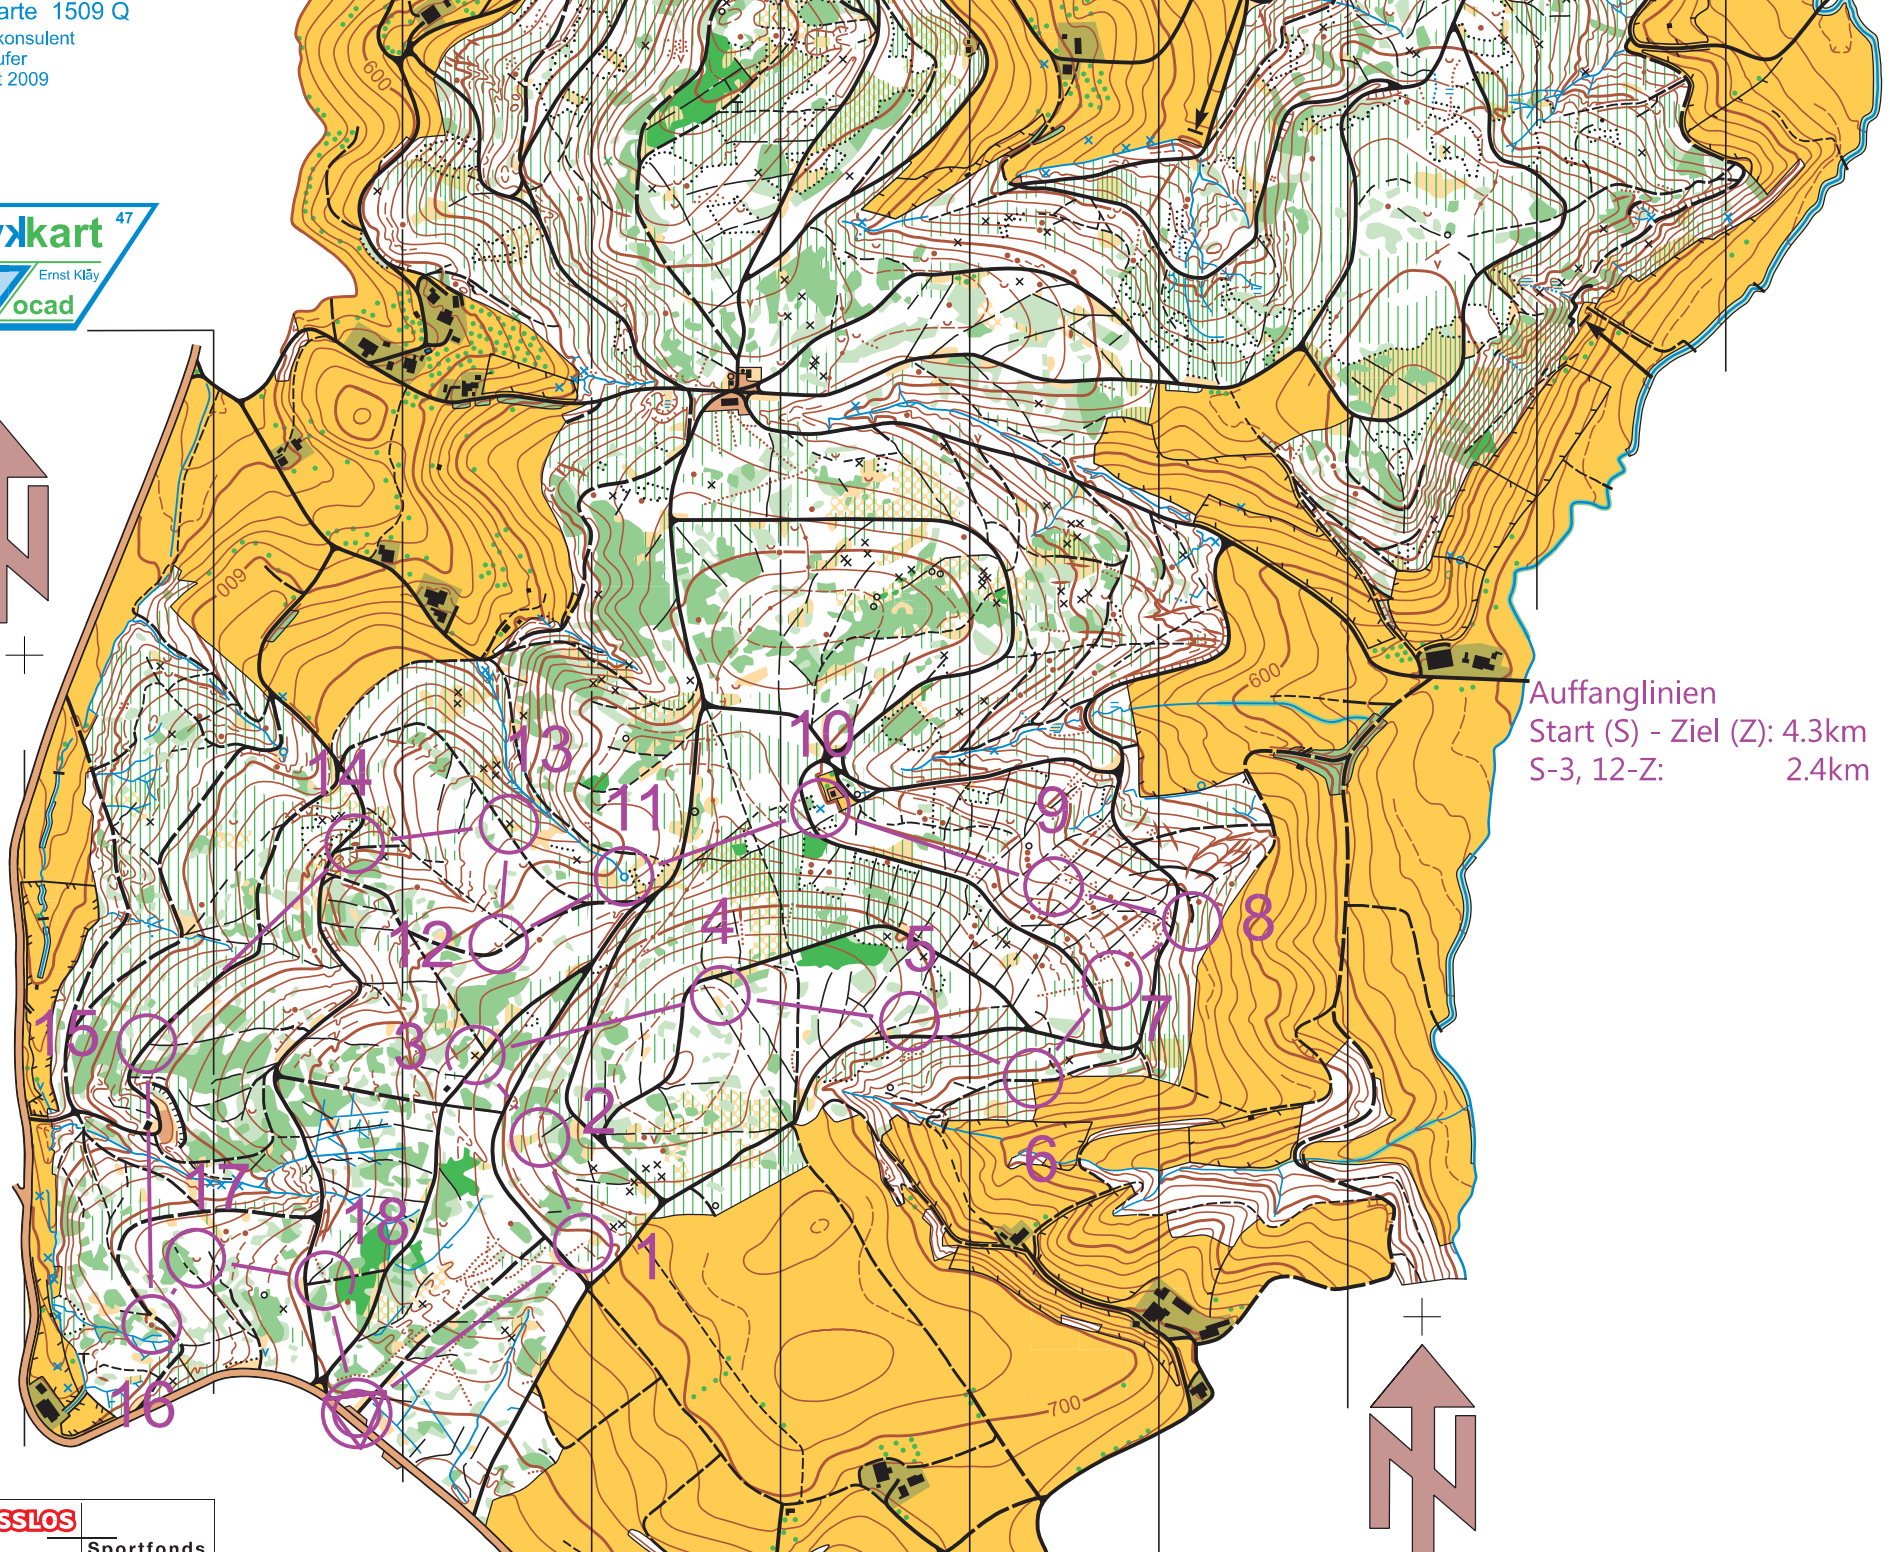 arte 1509 Q
konsulent
ufer
t 2009
kart 47
Ernst Kläy
ocad
600
600
600
700
Auffanglinien
Start (S) - Ziel (Z): 4.3km
S-3, 12-Z: 2.4km
10
13
14
11
9
4
5
8
12
3
7
15
2
6
17
18
1
16
N
N
SSLOS
Sportfonds